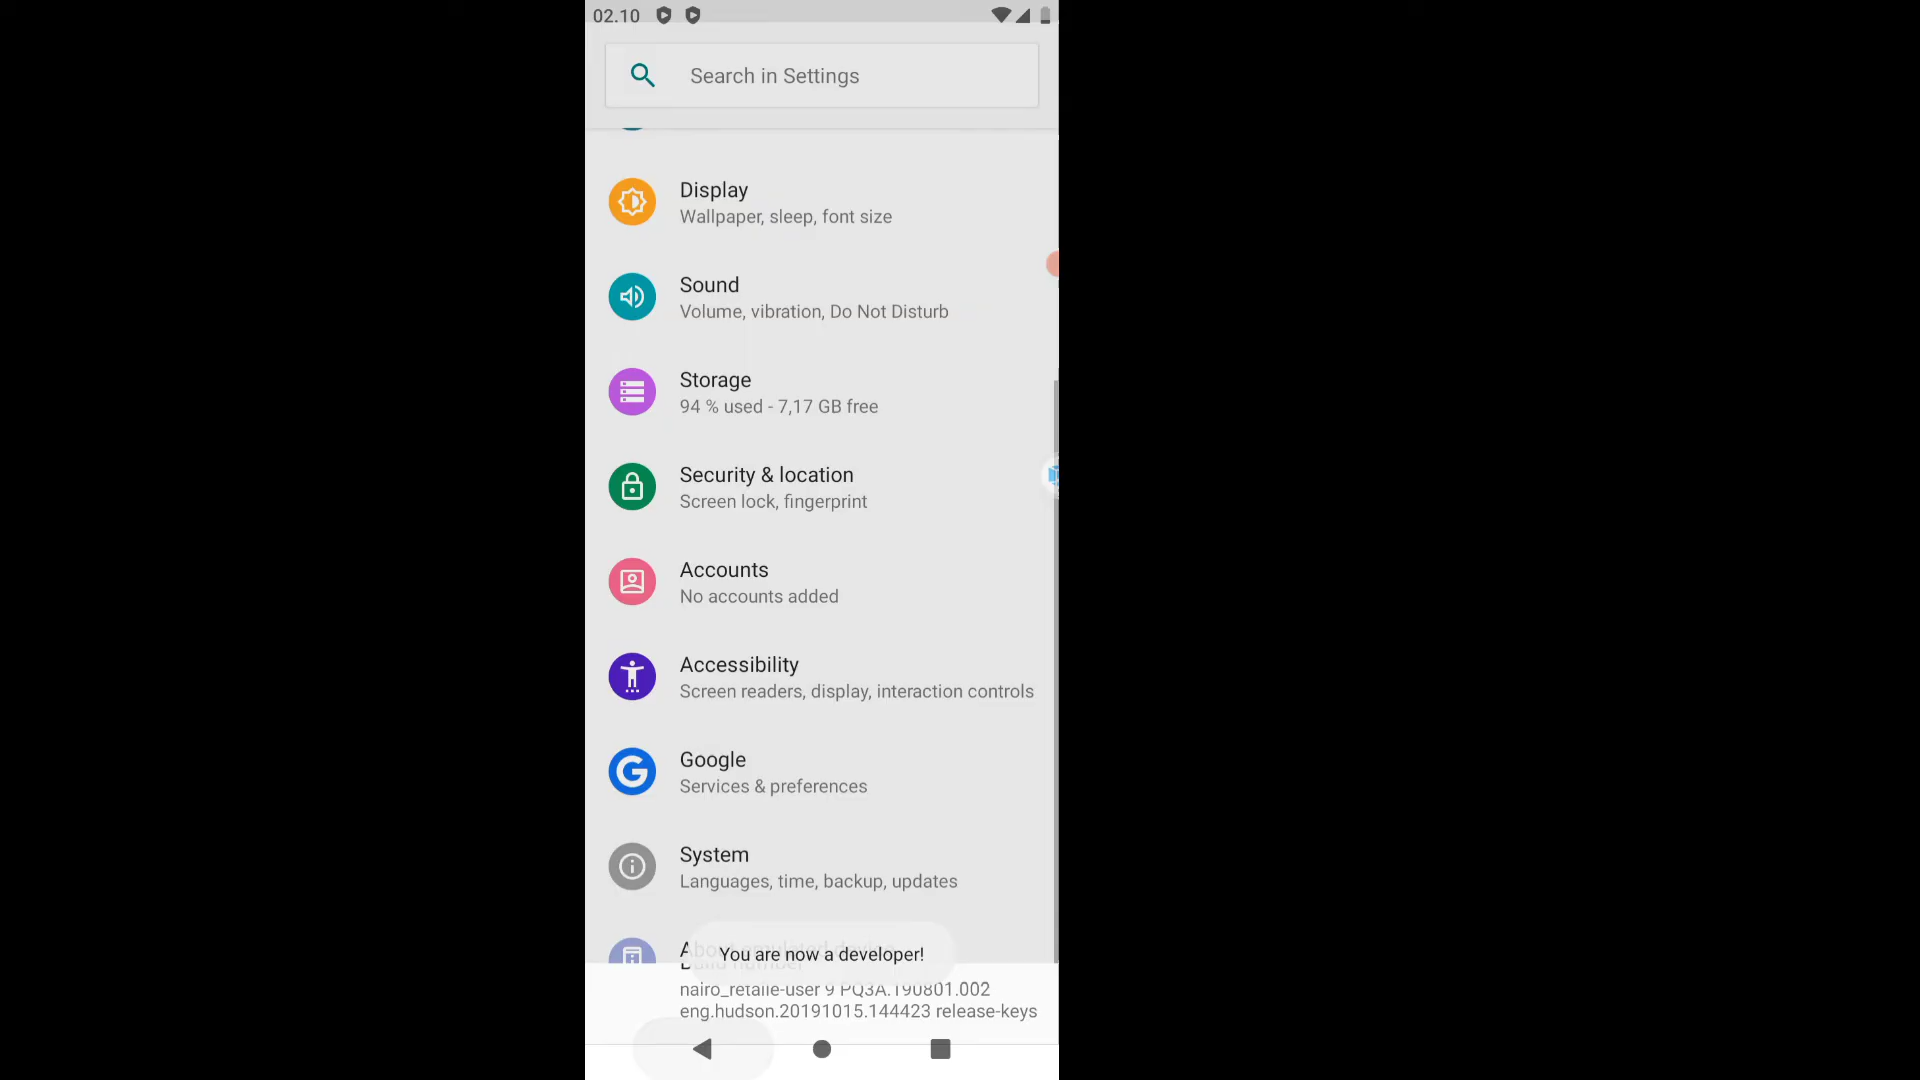 02.10
Search in Settings
Display
Wallpaper, sleep, font size
Sound
Volume, vibration, Do Not Disturb
Storage
94 % used - 7,17 GB free
Security & location
Screen lock, fingerprint
Accounts
No accounts added
Accessibility
Screen readers, display, interaction controls
Google
Services & preferences
System
Languages, time, backup, updates
You are now a developer!
nairo_retaile-user 9 PQ3A.190801.002
eng.hudson.20191015.144423 release-keys